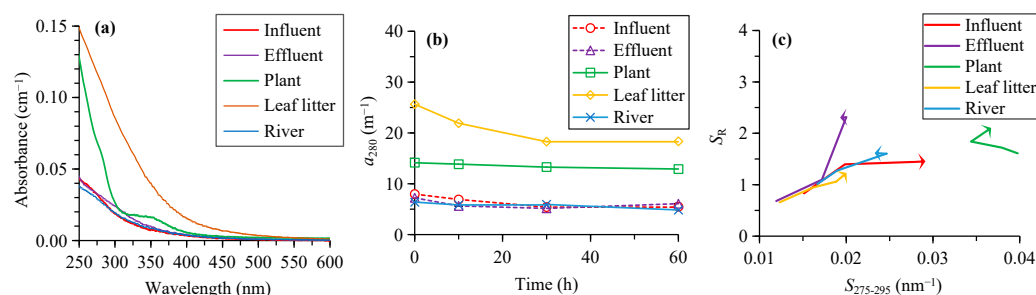 (a)
Absorbance (cm⁻¹)
0.15
0.10
0.05
0.00
250 300 350 400 450 500 550 600
Wavelength (nm)
Influent
Effluent
Plant
Leaf litter
River
(b)
a₂₈₀ (m⁻¹)
40
30
20
10
0
0 20 40 60
Time (h)
Influent
Effluent
Plant
Leaf litter
River
(c)
S_R
4
3
2
1
0
0.01 0.02 0.03 0.04
S₂₇₅₋₂₉₅ (nm⁻¹)
Influent
Effluent
Plant
Leaf litter
River